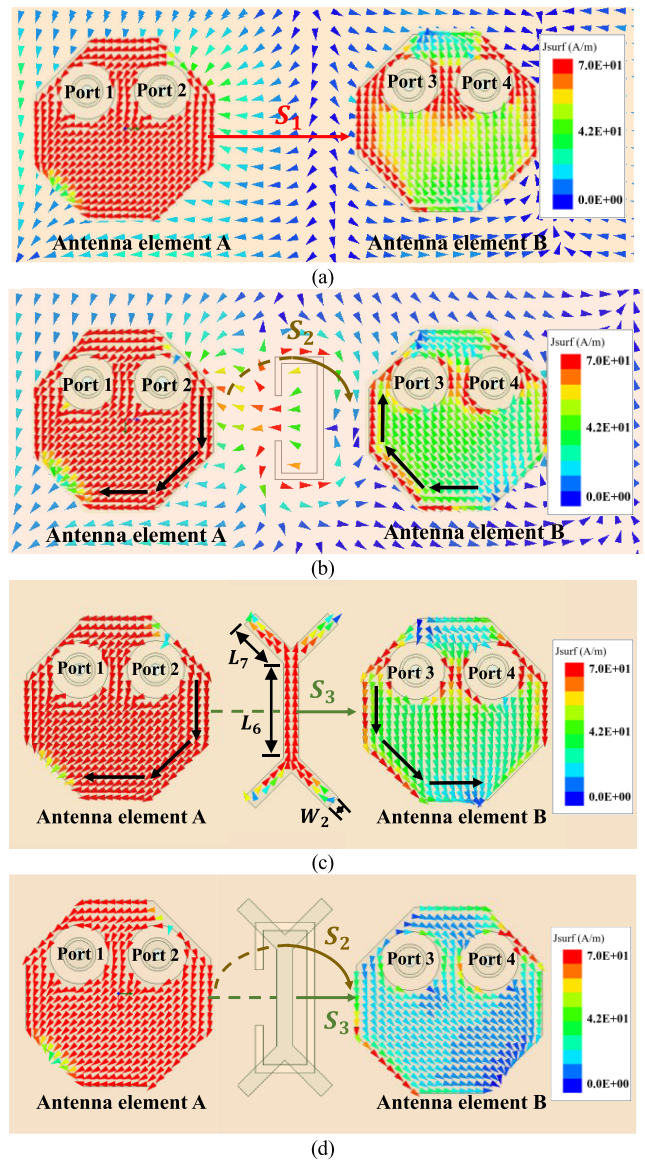 Port 1 Port 2 Port 3 Port 4
S1
Jsurf (A/m)
7.0E+01
4.2E+01
0.0E+00
Antenna element A Antenna element B
(a)
S2
Port 1 Port 2 Port 3 Port 4
Jsurf (A/m)
7.0E+01
4.2E+01
0.0E+00
Antenna element A Antenna element B
(b)
Port 1 Port 2 Port 3 Port 4
L7
L6
S3
W2
Jsurf (A/m)
7.0E+01
4.2E+01
0.0E+00
Antenna element A Antenna element B
(c)
Port 1 Port 2 Port 3 Port 4
S2
S3
Jsurf (A/m)
7.0E+01
4.2E+01
0.0E+00
Antenna element A Antenna element B
(d)